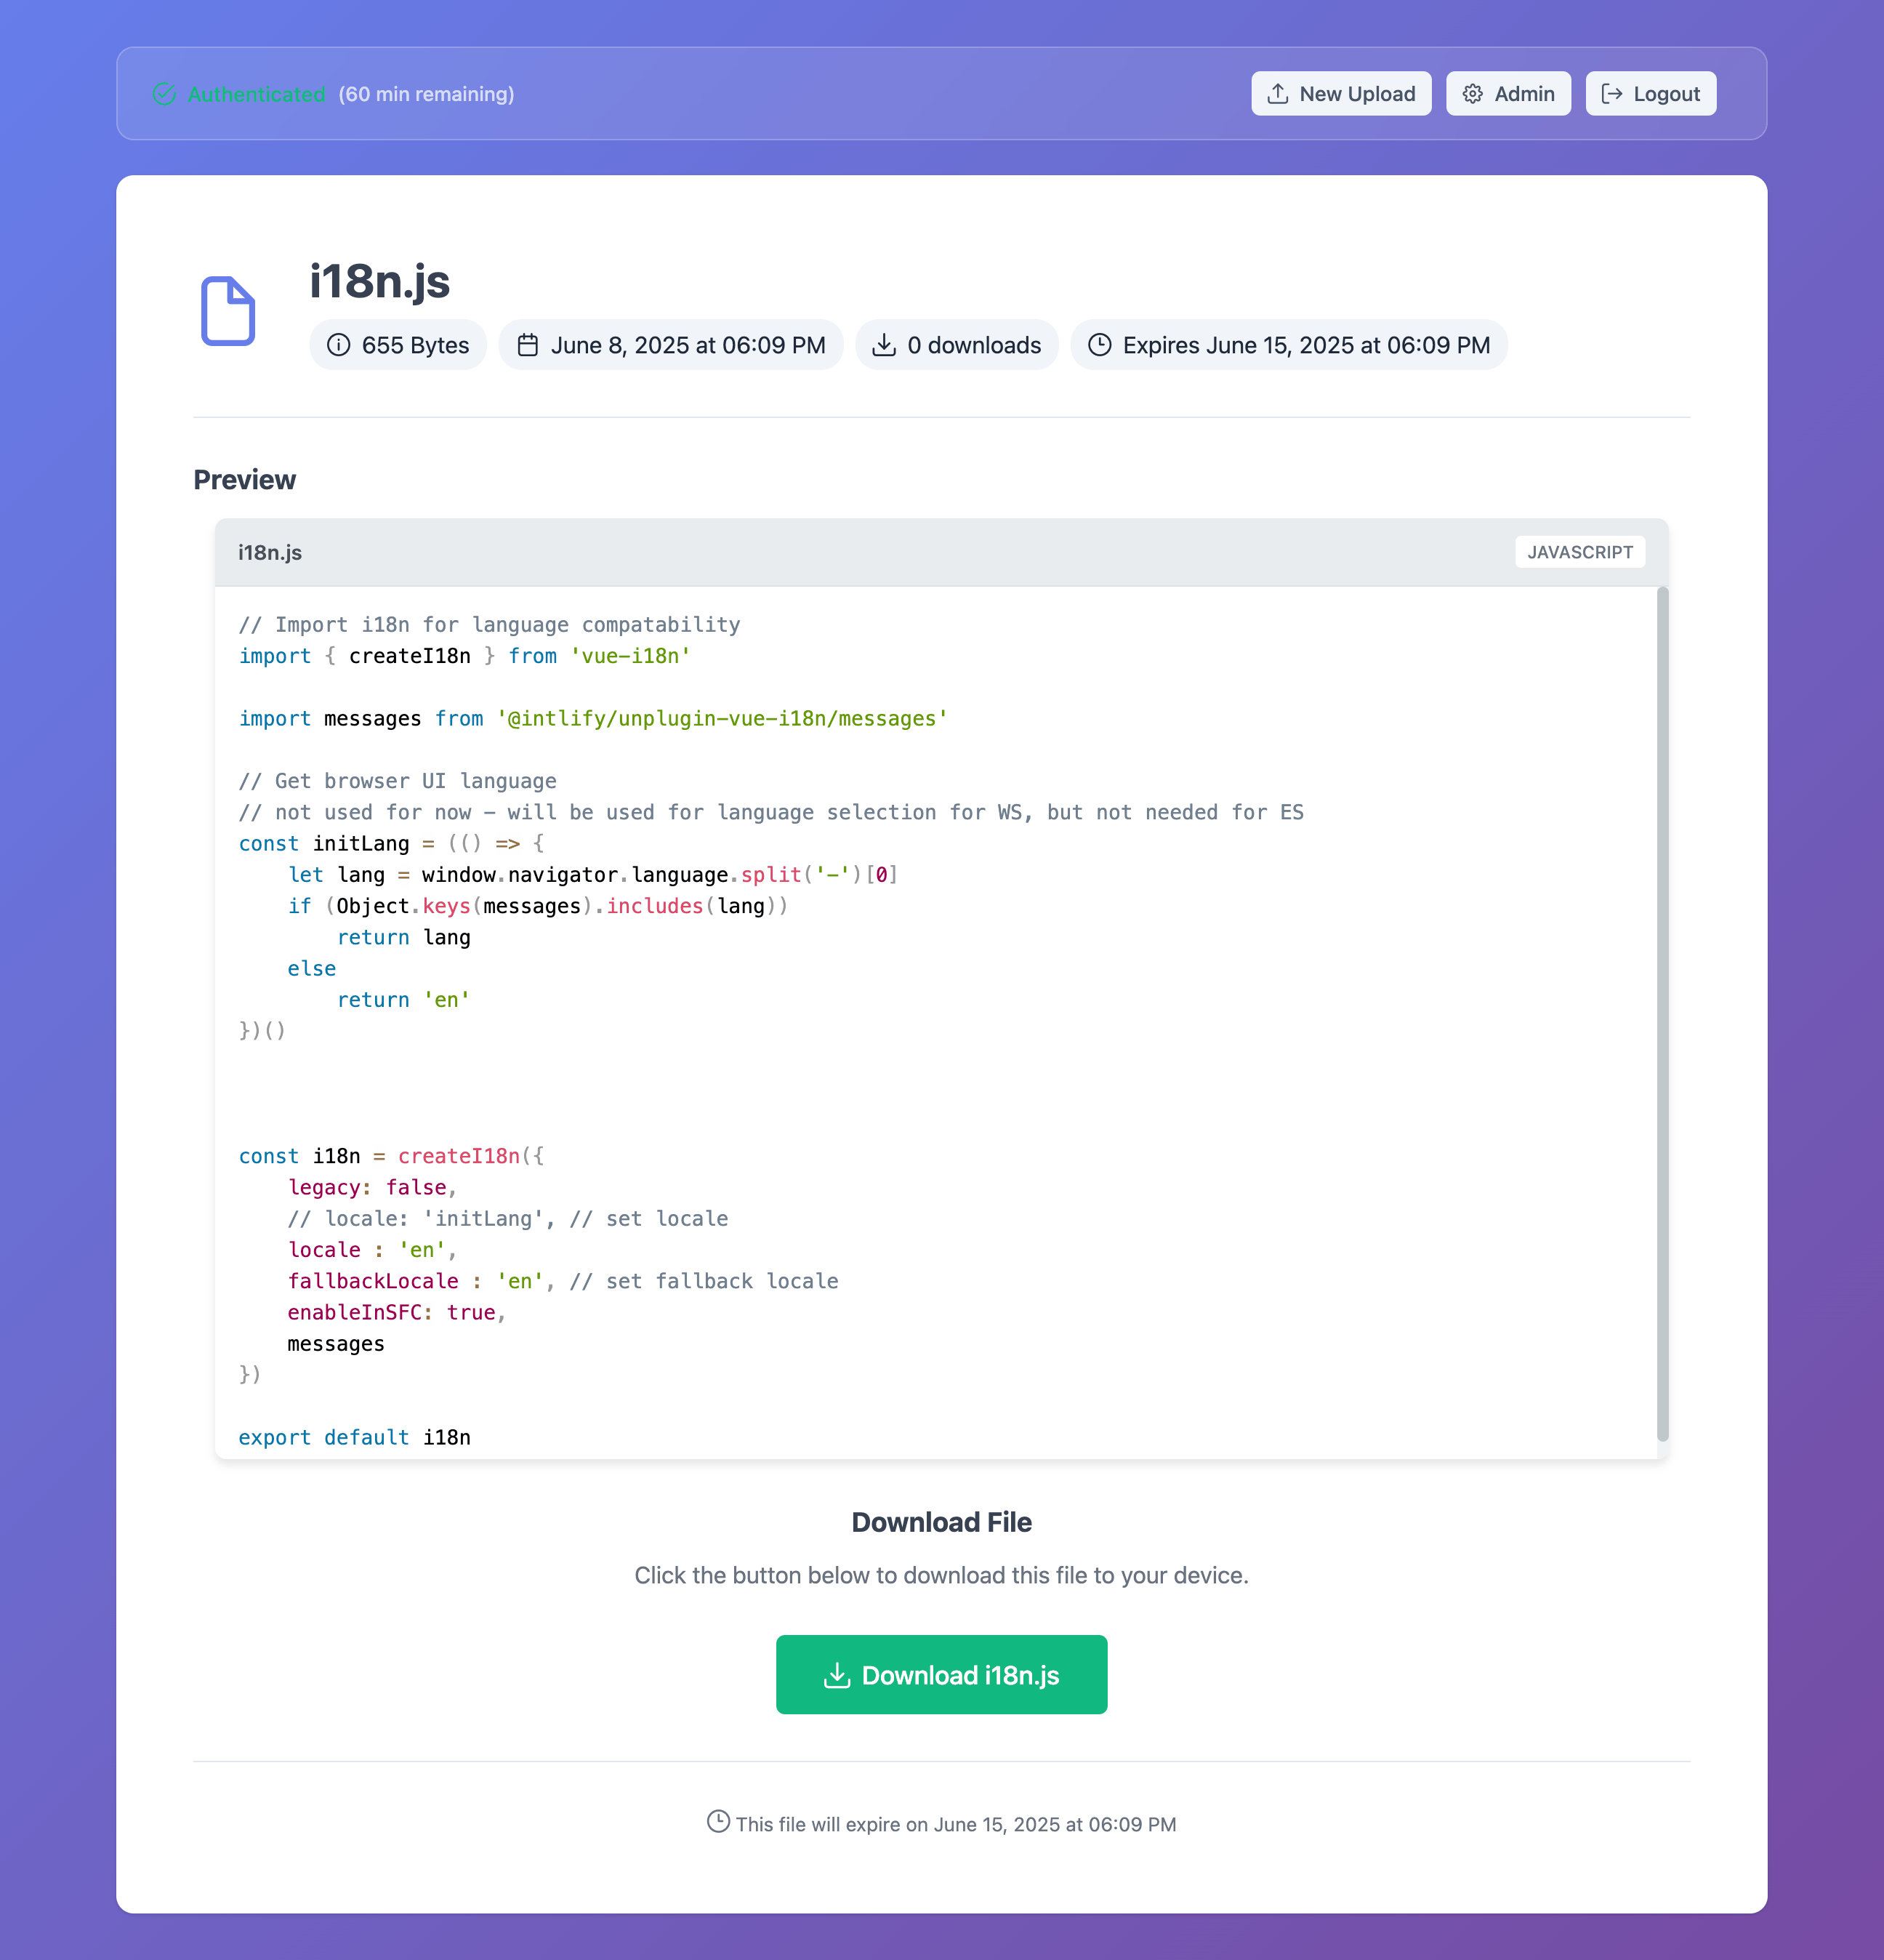 Authenticated (60 min remaining)
New Upload
Admin
Logout
i18n.js
655 Bytes
June 8, 2025 at 06:09 PM
0 downloads
Expires June 15, 2025 at 06:09 PM
Preview
i18n.js
JAVASCRIPT
// Import i18n for language compatability
import { createI18n } from 'vue-i18n'
import messages from '@intlify/unplugin-vue-i18n/messages'
// Get browser UI language
// not used for now - will be used for language selection for WS, but not needed for ES
const initLang = (() => {
    let lang = window.navigator.language.split('-')[0]
    if (Object.keys(messages).includes(lang))
        return lang
    else
        return 'en'
})()
const i18n = createI18n({
    legacy: false,
    // locale: 'initLang', // set locale
    locale : 'en',
    fallbackLocale : 'en', // set fallback locale
    enableInSFC: true,
    messages
})
export default i18n
Download File
Click the button below to download this file to your device.
Download i18n.js
This file will expire on June 15, 2025 at 06:09 PM